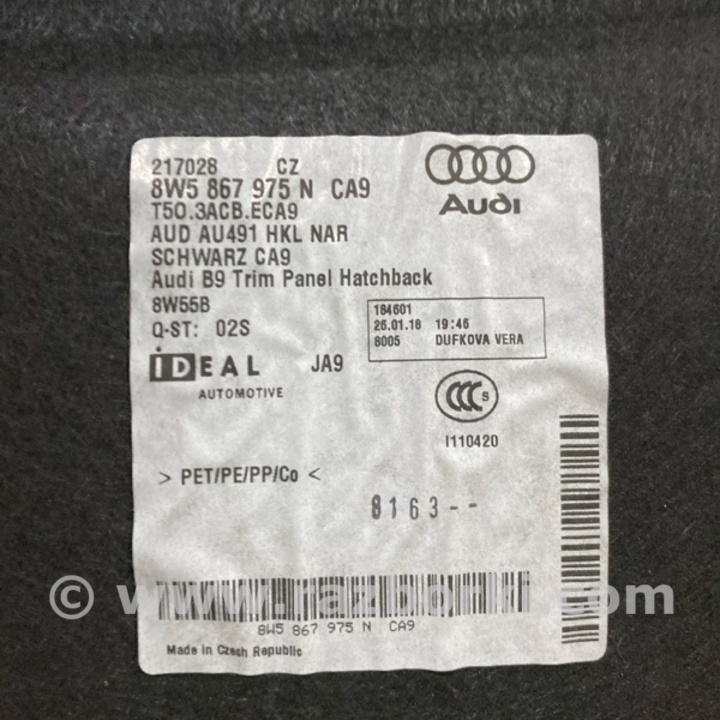 217028 CZ
8W5 867 975 N CA9
T50.3ACB.ECA9
AUD AU491 HKL NAR
SCHWARZ CA9
Audi B9 Trim Panel Hatchback
8W55B
Q-ST: 02S
Audi
184601
26.01.18 19:46
8005 DUFKOVA VERA
IDEAL JA9
AUTOMOTIVE
CCC S
I110420
> PET/PE/PP/Co <
8163--
© www.razborki.com
8W5 867 975 N CA9
Made in Czech Republic